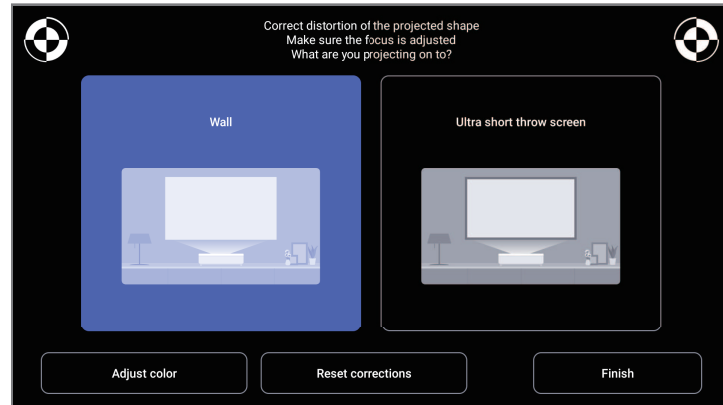 Correct distortion of the projected shape
Make sure the focus is adjusted
What are you projecting on to?
Wall
Ultra short throw screen
Adjust color
Reset corrections
Finish